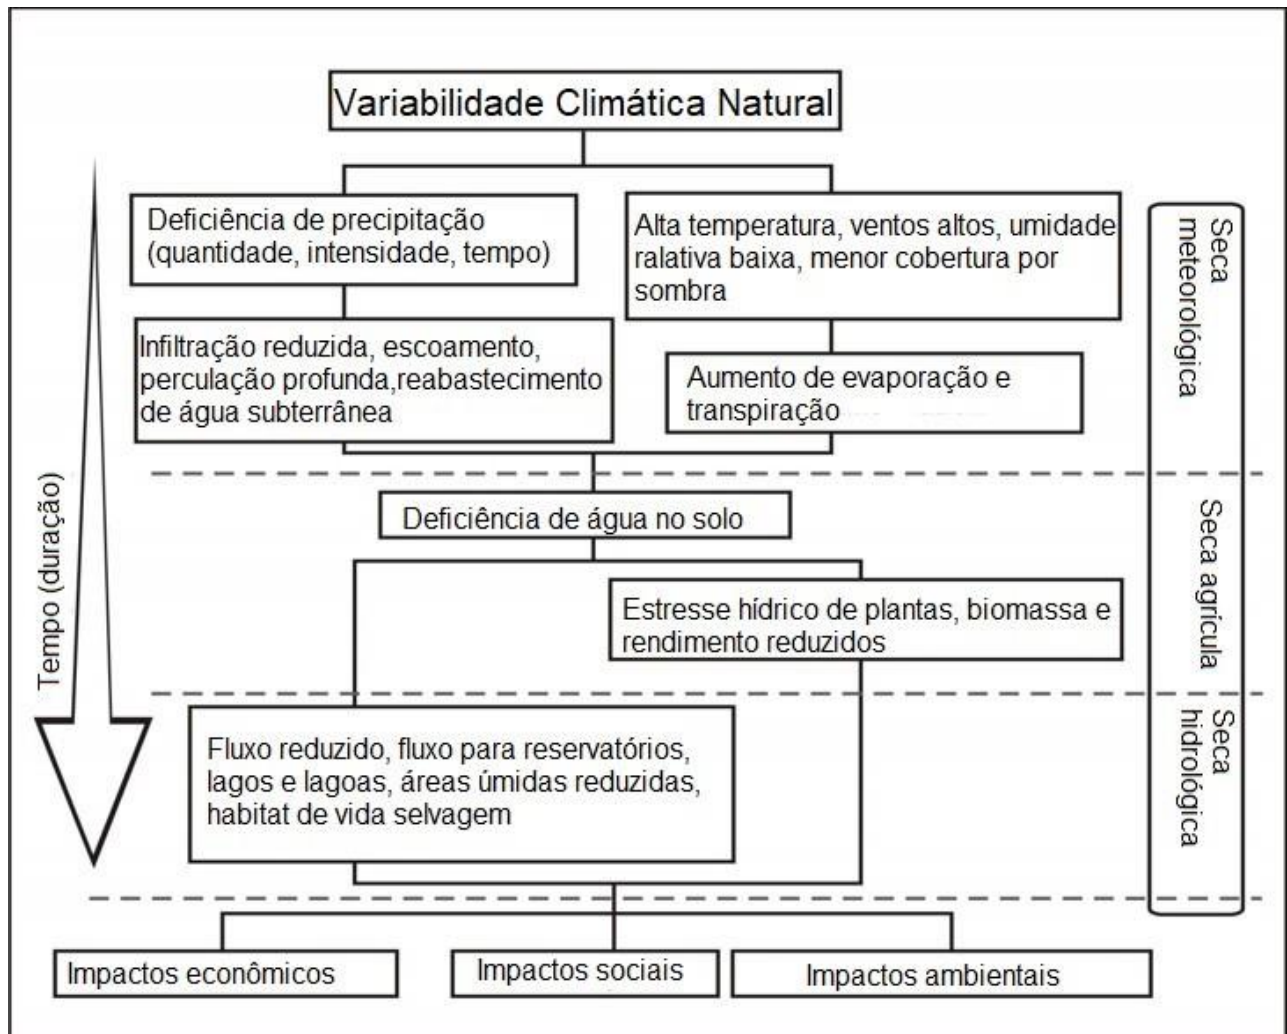 Variabilidade Climática Natural
Deficiência de precipitação
(quantidade, intensidade, tempo)
Alta temperatura, ventos altos, umidade
ralativa baixa, menor cobertura por
sombra
Infiltração reduzida, escoamento,
perculação profunda,reabastecimento
de água subterrânea
Aumento de evaporação e
transpiração
Seca
meteorológica
Deficiência de água no solo
Estresse hídrico de plantas, biomassa e
rendimento reduzidos
Seca agrícula
Tempo (duração)
Fluxo reduzido, fluxo para reservatórios,
lagos e lagoas, áreas úmidas reduzidas,
habitat de vida selvagem
Seca
hidrológica
Impactos econômicos
Impactos sociais
Impactos ambientais